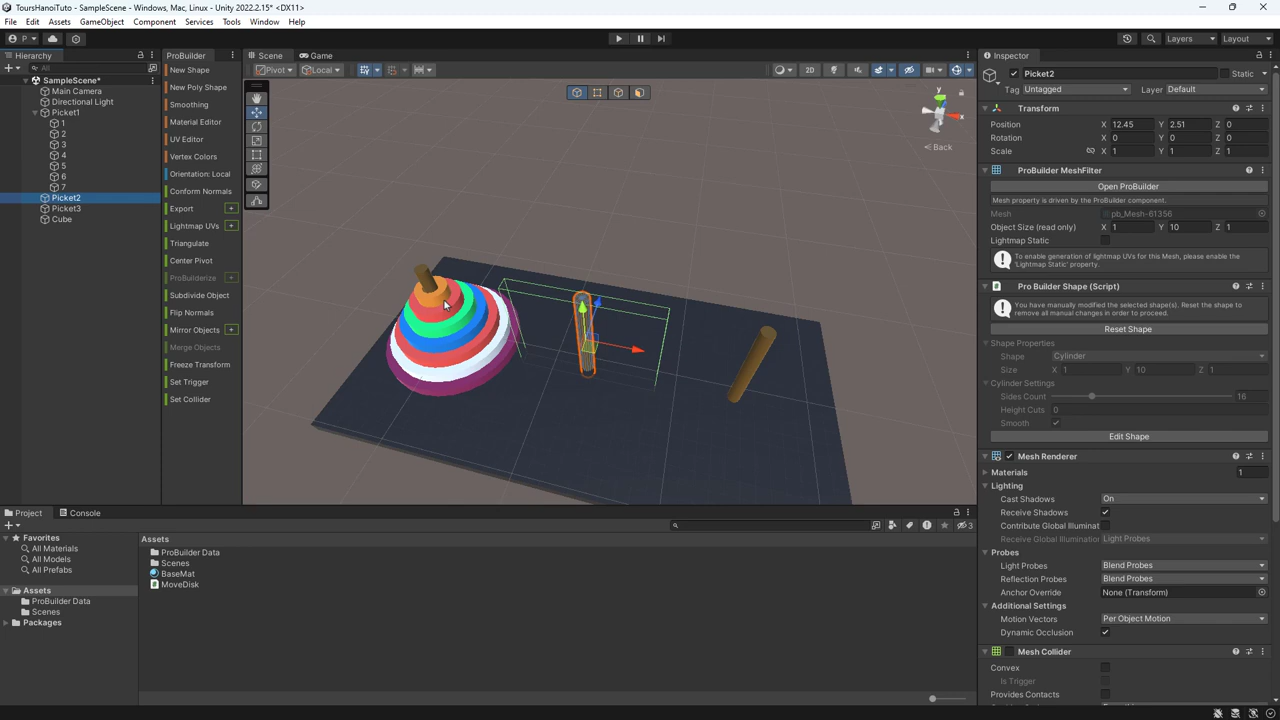 ToursHanoiTuto - SampleScene - Windows, Mac, Linux - Unity 2022.2.15* <DX11>
File Edit Assets GameObject Component Services Tools Window Help
P Layers Layout
Hierarchy
All
SampleScene*
Main Camera
Directional Light
Picket1
1
2
3
4
5
6
7
Picket2
Picket3
Cube
ProBuilder
New Shape
New Poly Shape
Smoothing
Material Editor
UV Editor
Vertex Colors
Orientation: Local
Conform Normals
Export +
Lightmap UVs +
Triangulate
Center Pivot
ProBuilderize +
Subdivide Object
Flip Normals
Mirror Objects +
Merge Objects
Freeze Transform
Set Trigger
Set Collider
Scene Game
Pivot Local 2D
y
x
Back
Inspector
Picket2 Static
Tag Untagged Layer Default
Transform
Position X 12.45 Y 2.51 Z 0
Rotation X 0 Y 0 Z 0
Scale X 1 Y 1 Z 1
ProBuilder MeshFilter
Open ProBuilder
Mesh property is driven by the ProBuilder component.
Mesh pb_Mesh-61356
Object Size (read only) X 1 Y 10 Z 1
Lightmap Static
To enable generation of lightmap UVs for this Mesh, please enable the
'Lightmap Static' property.
Pro Builder Shape (Script)
You have manually modified the selected shape(s). Reset the shape to
remove all manual changes in order to proceed.
Reset Shape
Shape Properties
Shape Cylinder
Size X 1 Y 10 Z 1
Cylinder Settings
Sides Count 16
Height Cuts 0
Smooth
Edit Shape
Mesh Renderer
Materials 1
Lighting
Cast Shadows On
Receive Shadows
Contribute Global Illuminat
Receive Global Illumination Light Probes
Probes
Light Probes Blend Probes
Reflection Probes Blend Probes
Anchor Override None (Transform)
Additional Settings
Motion Vectors Per Object Motion
Dynamic Occlusion
Mesh Collider
Convex
Is Trigger
Provides Contacts
Project Console
3
Favorites
All Materials
All Models
All Prefabs
Assets
ProBuilder Data
Scenes
Packages
Assets
ProBuilder Data
Scenes
BaseMat
MoveDisk